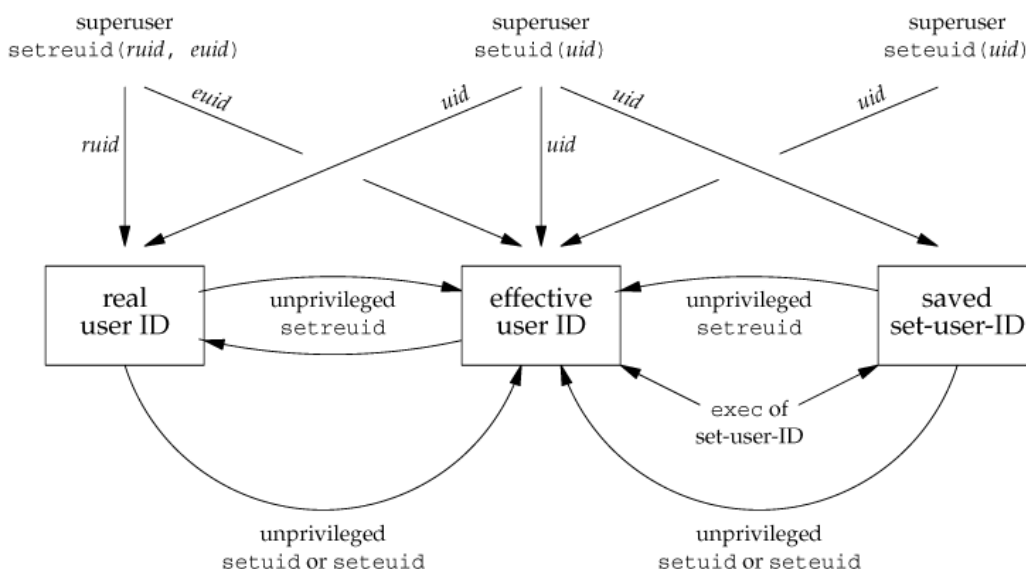 superuser
setreuid(ruid, euid)
superuser
setuid(uid)
superuser
seteuid(uid)
ruid
euid
uid
uid
uid
uid
real
user ID
unprivileged
setreuid
effective
user ID
unprivileged
setreuid
saved
set-user-ID
exec of
set-user-ID
unprivileged
setuid or seteuid
unprivileged
setuid or seteuid